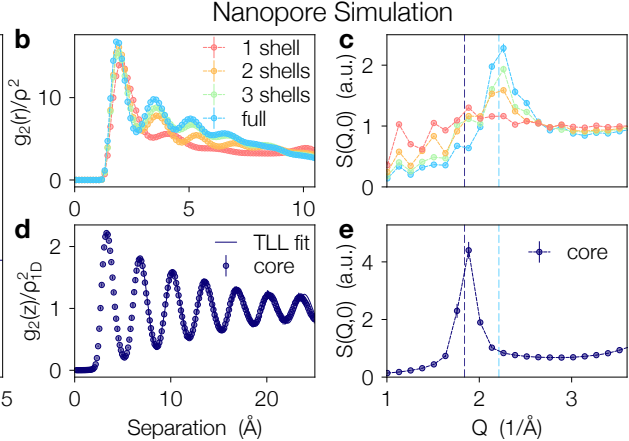 Nanopore Simulation
b
g₂(r)/ρ²
10
0
1 shell
2 shells
3 shells
full
0
5
10
c
S(Q,0) (a.u.)
2
1
0
d
g₂(z)/ρ²₁D
2
1
0
TLL fit
core
0
10
20
Separation (Å)
e
S(Q,0) (a.u.)
4
2
0
core
1
2
3
Q (1/Å)
5